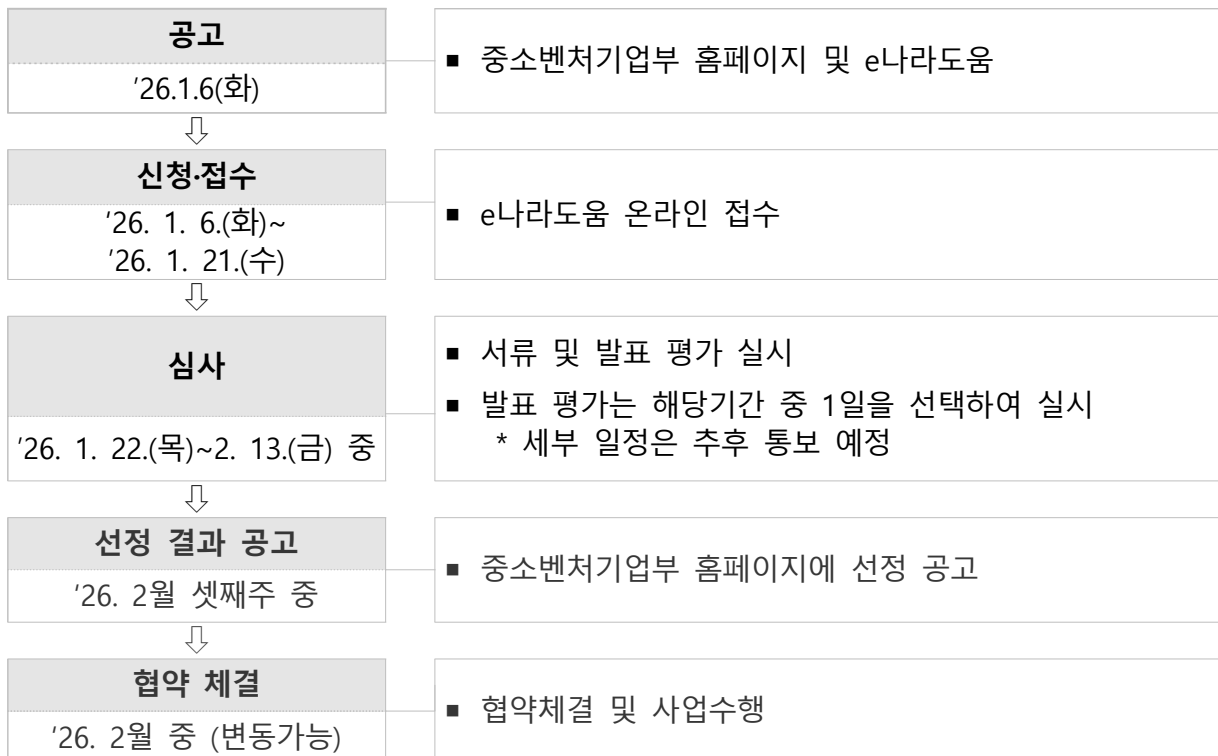 공고
'26.1.6(화)
■ 중소벤처기업부 홈페이지 및 e나라도움
신청·접수
'26. 1. 6.(화)~
'26. 1. 21.(수)
■ e나라도움 온라인 접수
심사
'26. 1. 22.(목)~2. 13.(금) 중
■ 서류 및 발표 평가 실시
■ 발표 평가는 해당기간 중 1일을 선택하여 실시
* 세부 일정은 추후 통보 예정
선정 결과 공고
'26. 2월 셋째주 중
■ 중소벤처기업부 홈페이지에 선정 공고
협약 체결
'26. 2월 중 (변동가능)
■ 협약체결 및 사업수행